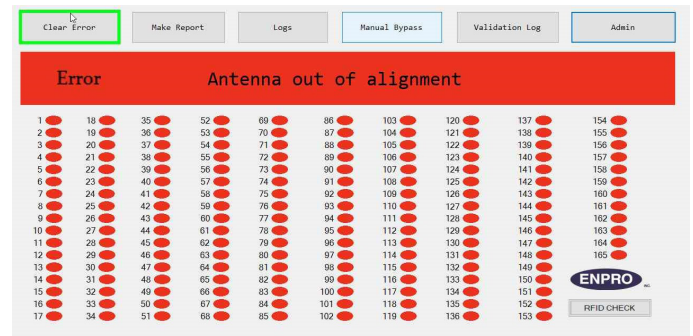 Clear Error Make Report Logs Manual Bypass Validation Log Admin
Error Antenna out of alignment
1 18 35 52 69 86 103 120 137 154
2 19 36 53 70 87 104 121 138 155
3 20 37 54 71 88 105 122 139 156
4 21 38 55 72 89 106 123 140 157
5 22 39 56 73 90 107 124 141 158
6 23 40 57 74 91 108 125 142 159
7 24 41 58 75 92 109 126 143 160
8 25 42 59 76 93 110 127 144 161
9 26 43 60 77 94 111 128 145 162
10 27 44 61 78 95 112 129 146 163
11 28 45 62 79 96 113 130 147 164
12 29 46 63 80 97 114 131 148 165
13 30 47 64 81 98 115 132 149
14 31 48 65 82 99 116 133 150 ENPRO INC.
15 32 49 66 83 100 117 134 151
16 33 50 67 84 101 118 135 152 RFID CHECK
17 34 51 68 85 102 119 136 153